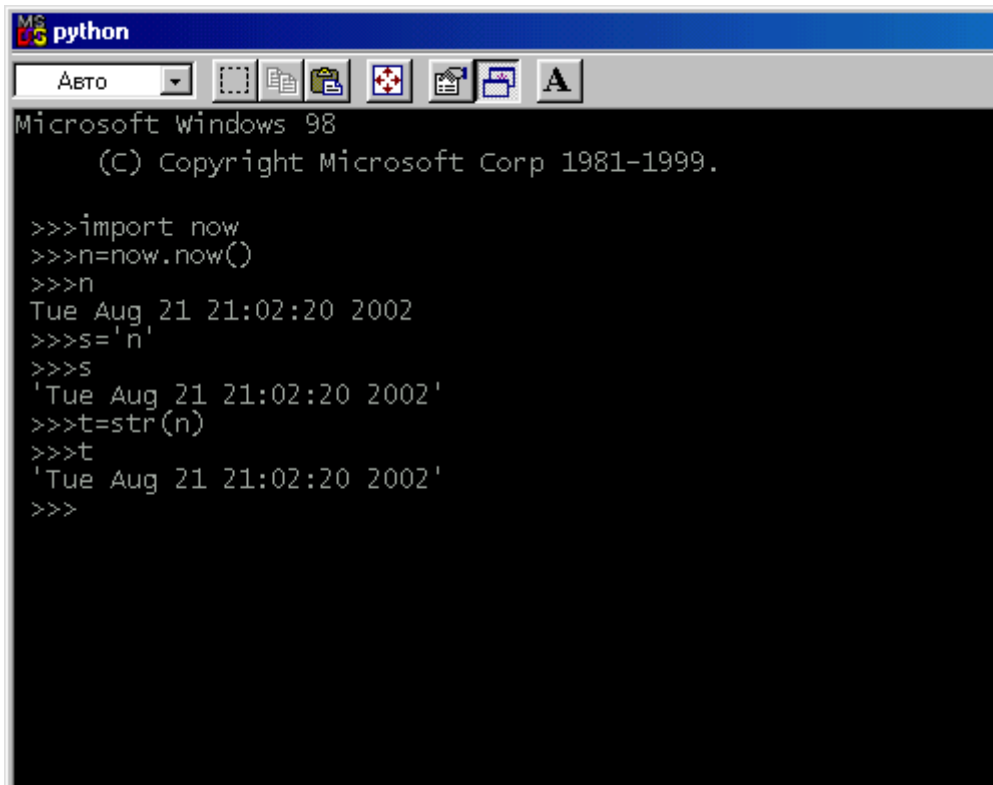 MS
DS python
Авто
A
Microsoft Windows 98
(C) Copyright Microsoft Corp 1981-1999.
>>>import now
>>>n=now.now()
>>>n
Tue Aug 21 21:02:20 2002
>>>s='n'
>>>s
'Tue Aug 21 21:02:20 2002'
>>>t=str(n)
>>>t
'Tue Aug 21 21:02:20 2002'
>>>